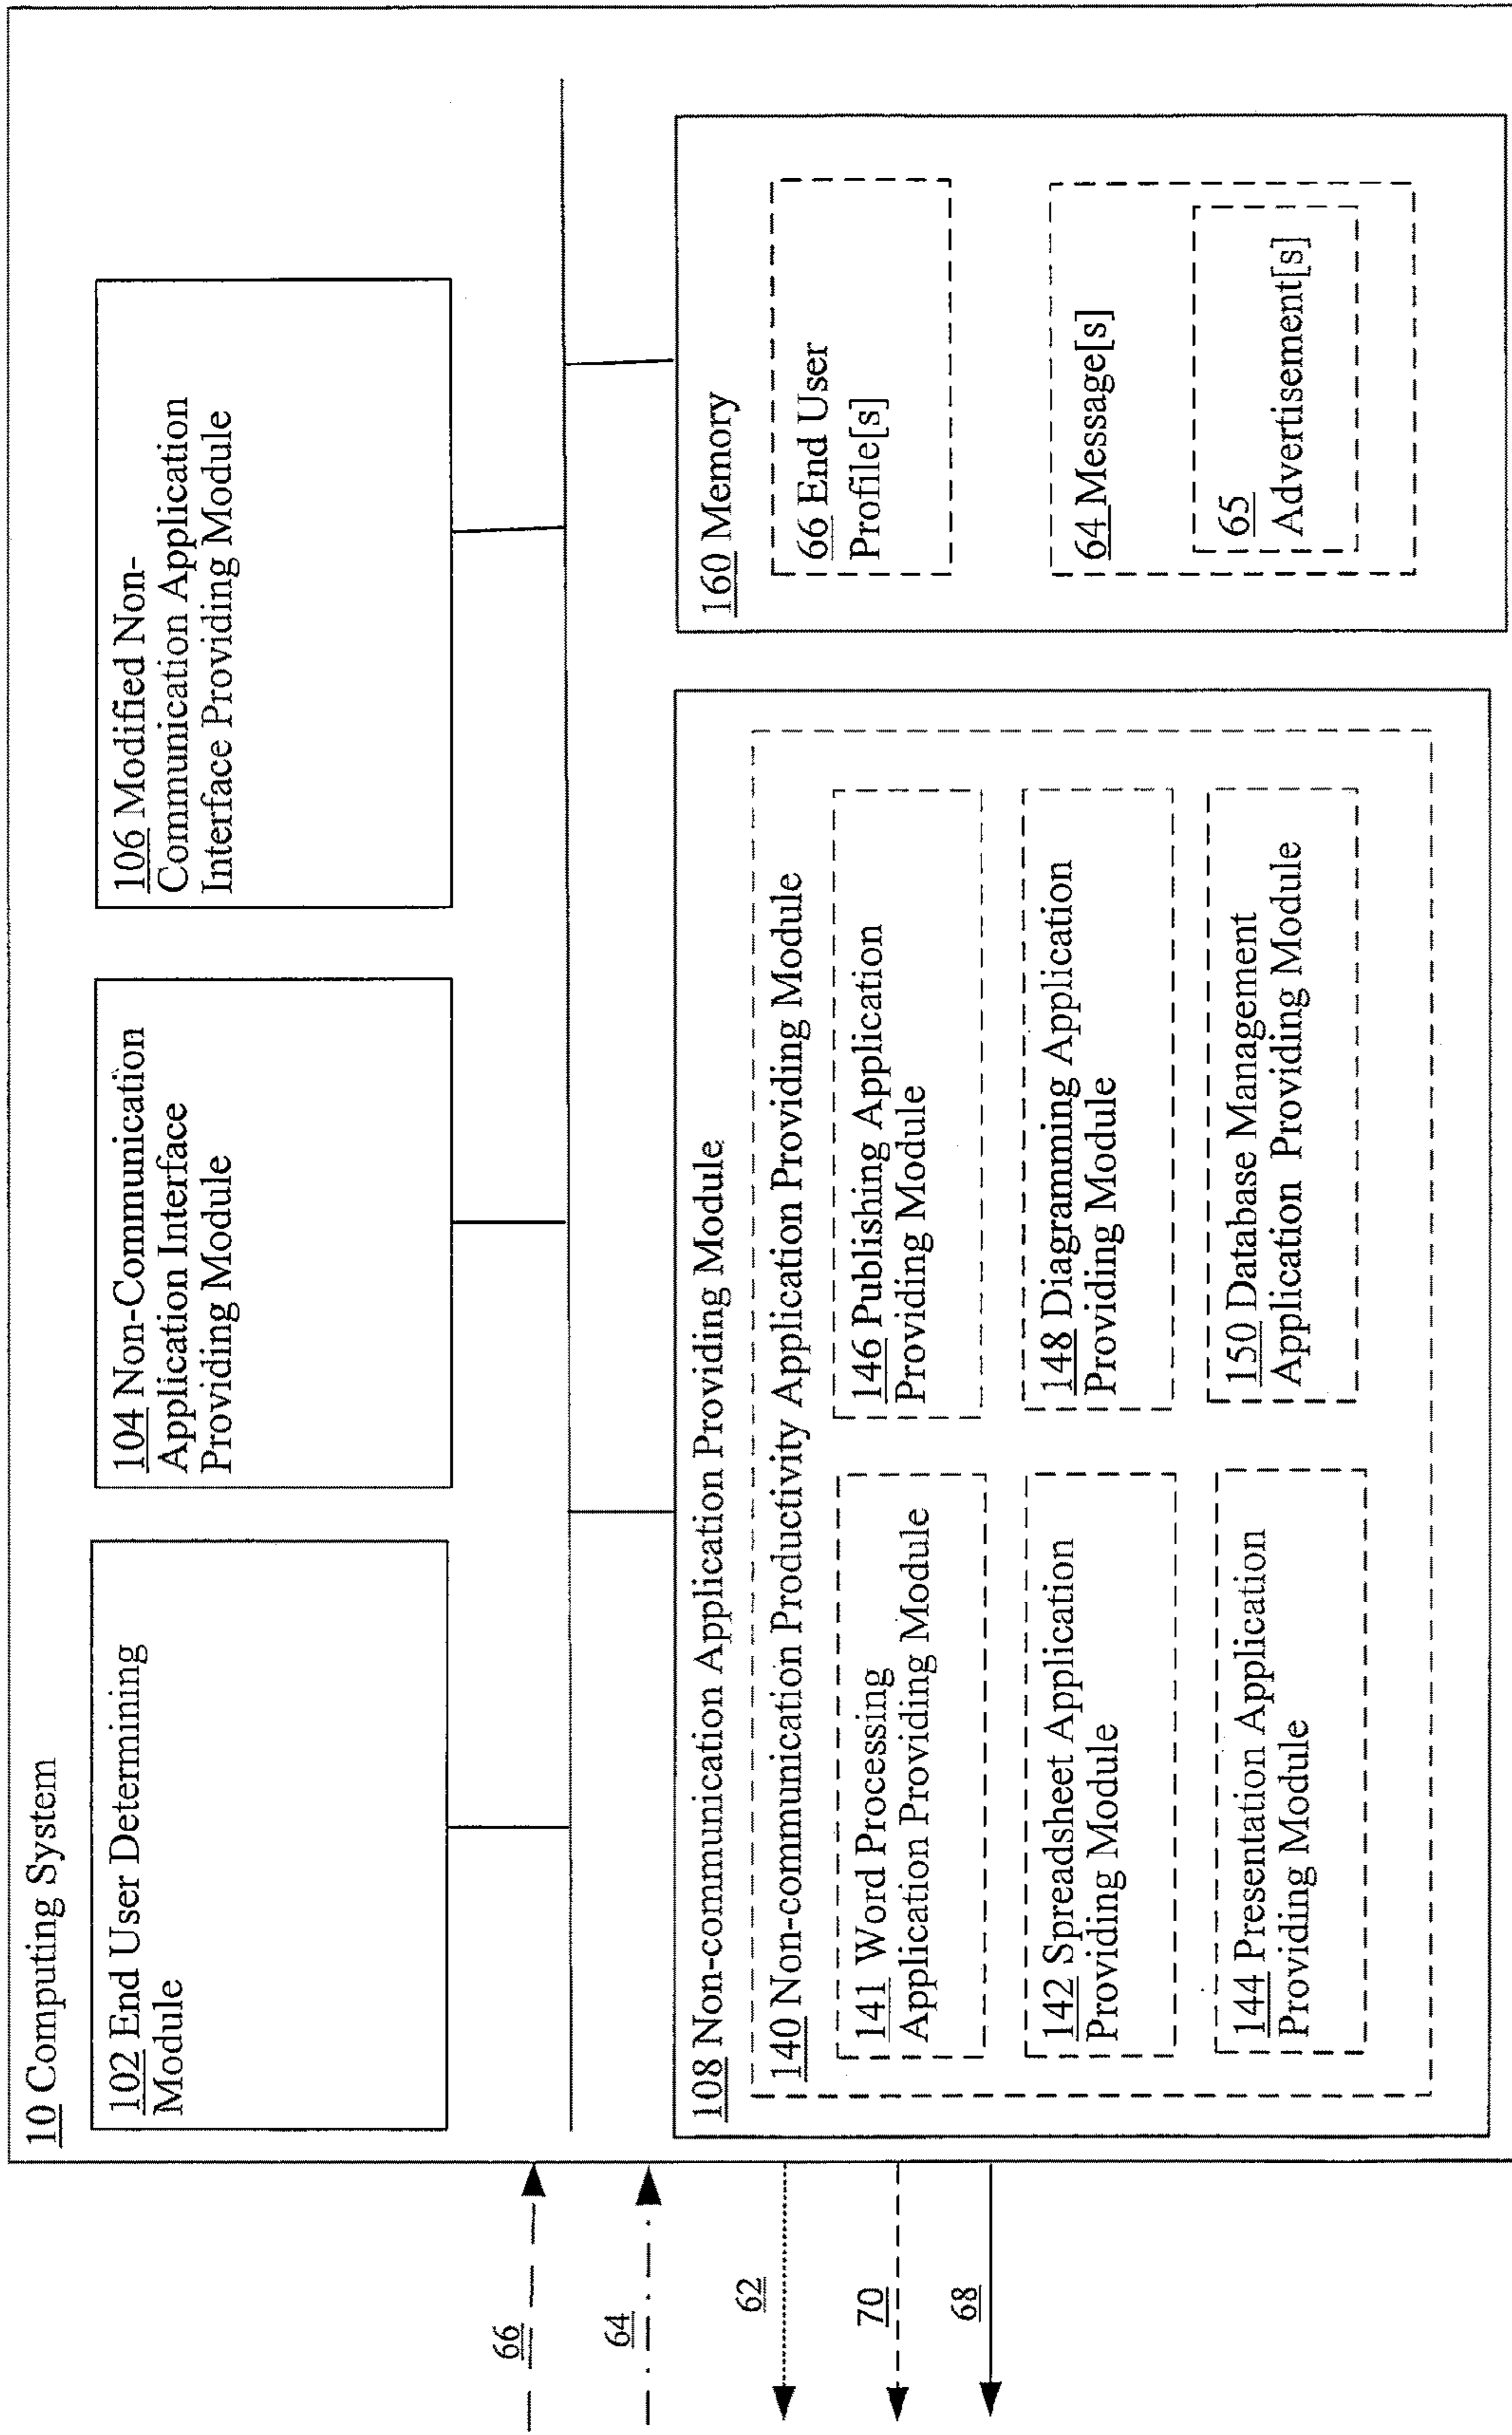 10 Computing System
102 End User Determining
Module
104 Non-Communication
Application Interface
Providing Module
106 Modified Non-
Communication Application
Interface Providing Module
66
64
62
70
68
108 Non-communication Application Providing Module
140 Non-communication Productivity Application Providing Module
141 Word Processing
Application Providing Module
142 Spreadsheet Application
Providing Module
144 Presentation Application
Providing Module
146 Publishing Application
Providing Module
148 Diagramming Application
Providing Module
150 Database Management
Application Providing Module
160 Memory
66 End User
Profile[s]
64 Message[s]
65
Advertisement[s]